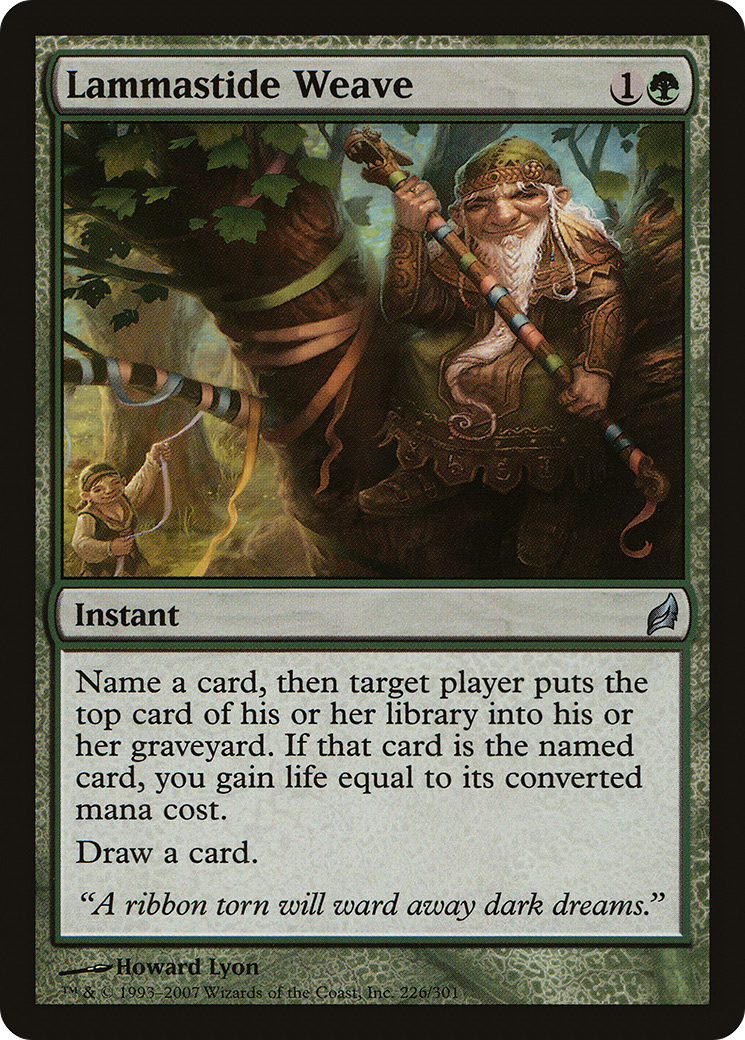 Lammastide Weave 1
Instant
Name a card, then target player puts the
top card of his or her library into his or
her graveyard. If that card is the named
card, you gain life equal to its converted
mana cost.
Draw a card.
“A ribbon torn will ward away dark dreams.”
Howard Lyon
™ & © 1993–2007 Wizards of the Coast, Inc. 226/301